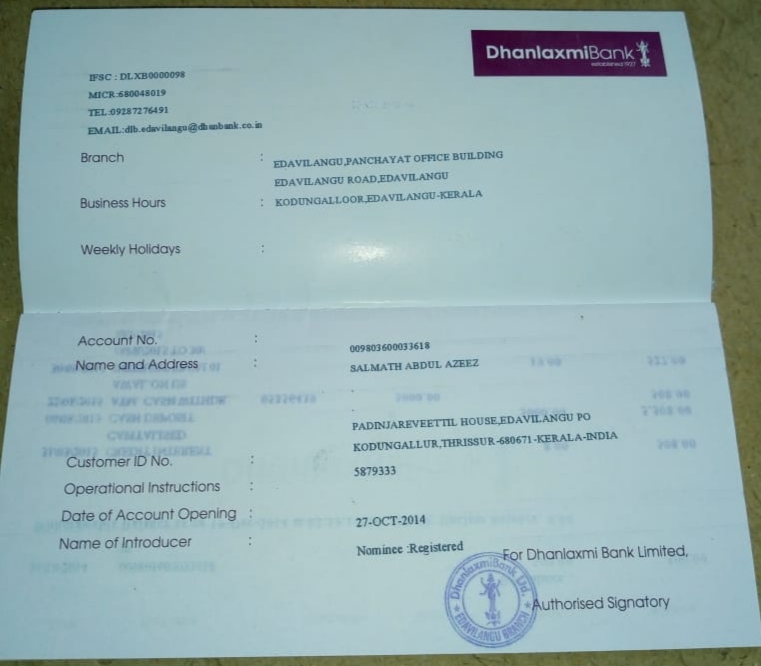 DhanlaxmiBank
established 1927
IFSC : DLXB0000098
MICR:680048019
TEL:09287276491
EMAIL:dlb.edavilangu@dhanbank.co.in
Branch : EDAVILANGU,PANCHAYAT OFFICE BUILDING
EDAVILANGU ROAD,EDAVILANGU
Business Hours : KODUNGALLOOR,EDAVILANGU-KERALA
Weekly Holidays :
Account No. : 009803600033618
Name and Address : SALMATH ABDUL AZEEZ
PADINJAREVEETTIL HOUSE,EDAVILANGU PO
KODUNGALLUR,THRISSUR-680671-KERALA-INDIA
Customer ID No. : 5879333
Operational Instructions :
Date of Account Opening : 27-OCT-2014
Name of Introducer : Nominee :Registered
For Dhanlaxmi Bank Limited,
DhanlaxmiBank Ltd.
EDAVILANGU BRANCH
Authorised Signatory